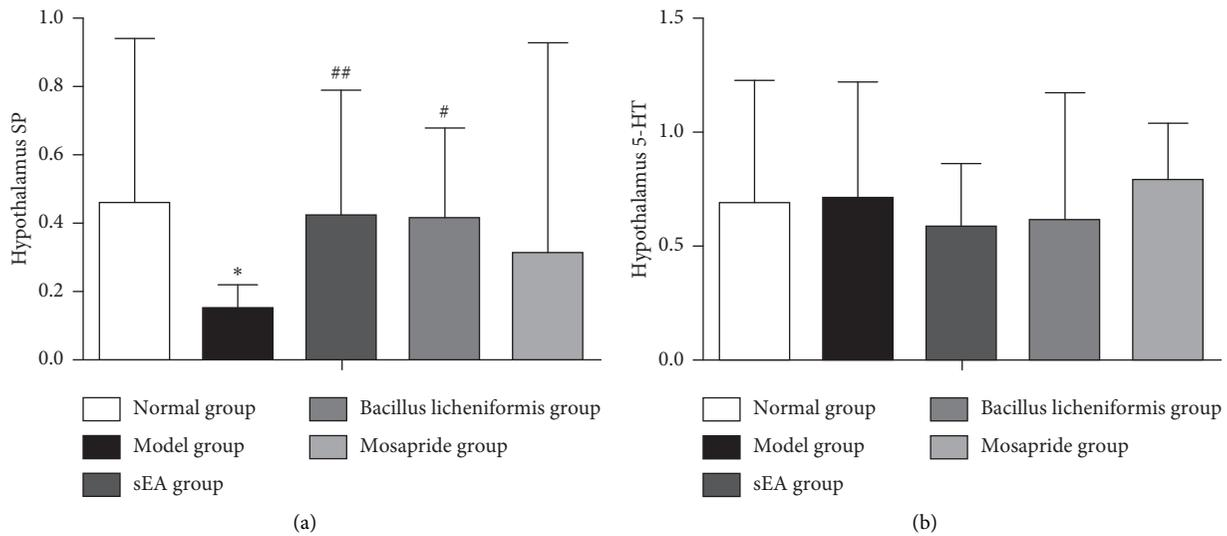 Hypothalamus SP
1.0
0.8
0.6
0.4
0.2
0.0
*
##
#
Normal group
Model group
sEA group
Bacillus licheniformis group
Mosapride group
(a)
Hypothalamus 5-HT
1.5
1.0
0.5
0.0
Normal group
Model group
sEA group
Bacillus licheniformis group
Mosapride group
(b)